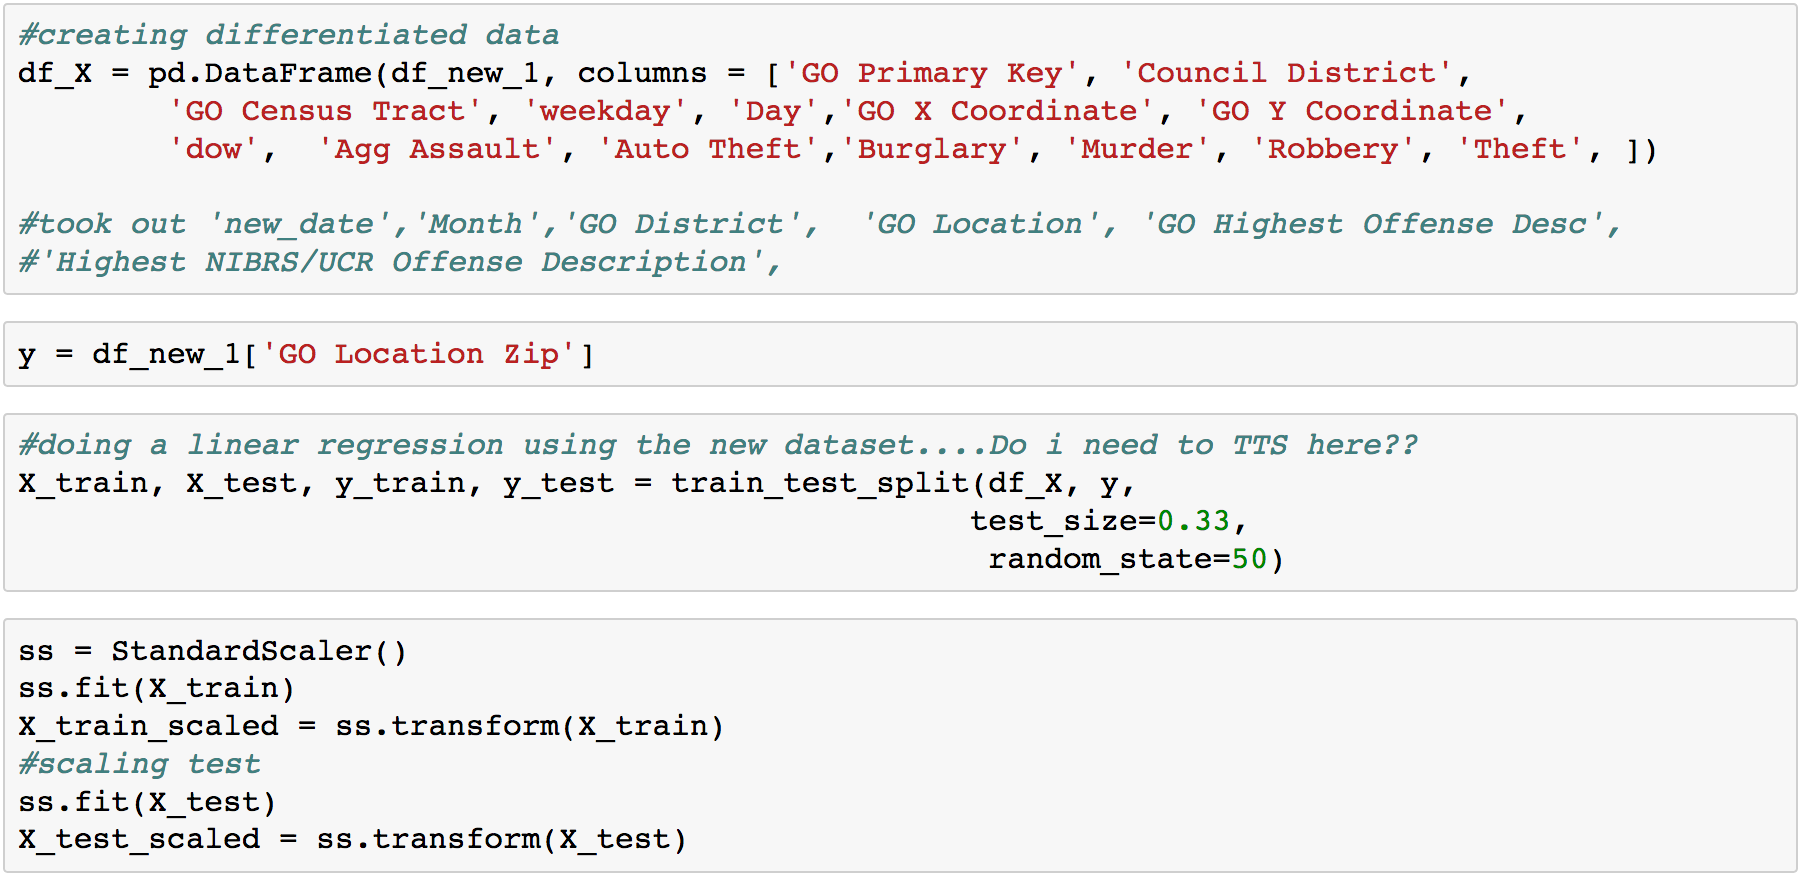 #creating differentiated data
df_X = pd.DataFrame(df_new_1, columns = ['GO Primary Key', 'Council District',
'GO Census Tract', 'weekday', 'Day','GO X Coordinate', 'GO Y Coordinate',
'dow',  'Agg Assault', 'Auto Theft','Burglary', 'Murder', 'Robbery', 'Theft', ])
#took out 'new_date','Month','GO District',  'GO Location', 'GO Highest Offense Desc',
#'Highest NIBRS/UCR Offense Description',
y = df_new_1['GO Location Zip']
#doing a linear regression using the new dataset....Do i need to TTS here??
X_train, X_test, y_train, y_test = train_test_split(df_X, y,
test_size=0.33,
random_state=50)
ss = StandardScaler()
ss.fit(X_train)
X_train_scaled = ss.transform(X_train)
#scaling test
ss.fit(X_test)
X_test_scaled = ss.transform(X_test)